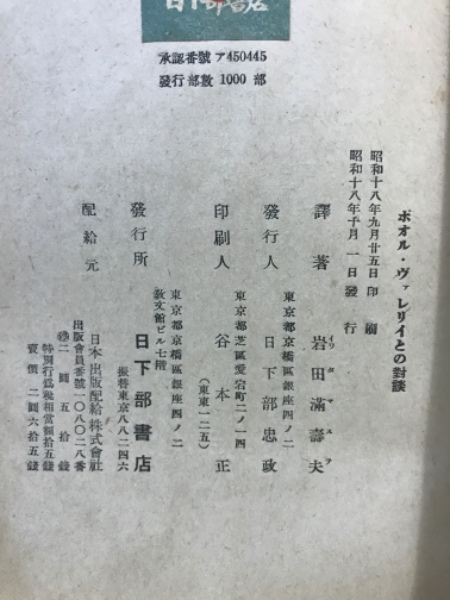 日下部書店
承認番號 ア450445
發行部數 1000 部
ポオル・ヴァレリイとの對談
昭和十八年九月廿五日 印刷
昭和十八年十月一日 發行
譯著 岩田滿壽夫
東京都京橋區銀座四ノ二
發行人 日下部忠政
東京都芝區愛宕町二ノ一四
印刷人 谷本正
(東東一二五)
東京都京橋區銀座四ノ二
敎文館ビル七階
發行所 日下部書店
振替東京八八二四六
配給元 日本出版配給株式會社
出版會員番號一〇八〇二八番
二圓五拾錢
特別行爲稅相當額拾五錢
賣價 二圓六拾五錢